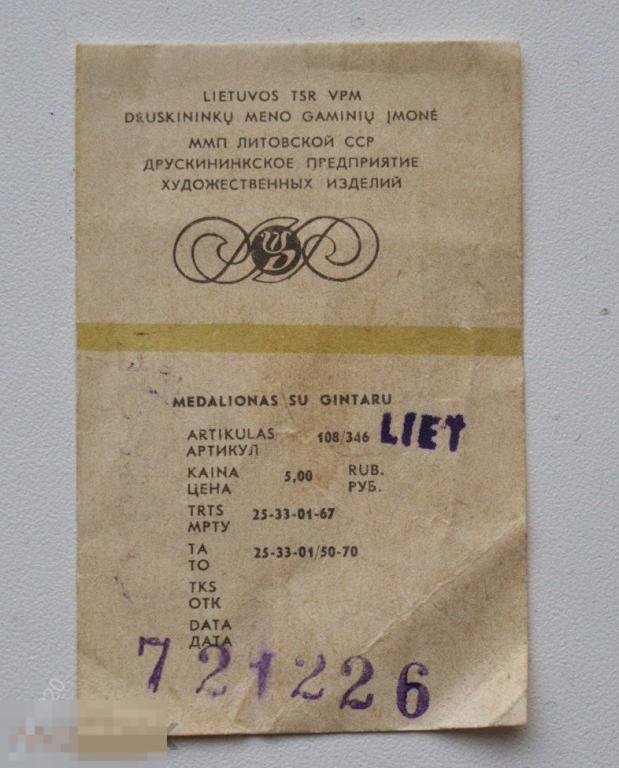 LIETUVOS TSR VPM
DRUSKININKŲ MENO GAMINIŲ ĮMONĖ
ММП ЛИТОВСКОЙ ССР
ДРУСКИНИНКСКОЕ ПРЕДПРИЯТИЕ
ХУДОЖЕСТВЕННЫХ ИЗДЕЛИЙ
MEDALIONAS SU GINTARU
ARTIKULAS 108/346 LIET
АРТИКУЛ
KAINA 5,00 RUB.
ЦЕНА РУБ.
TRTS 25-33-01-67
МРТУ
TA 25-33-01/50-70
ТО
TKS
ОТК
DATA
ДАТА
721226